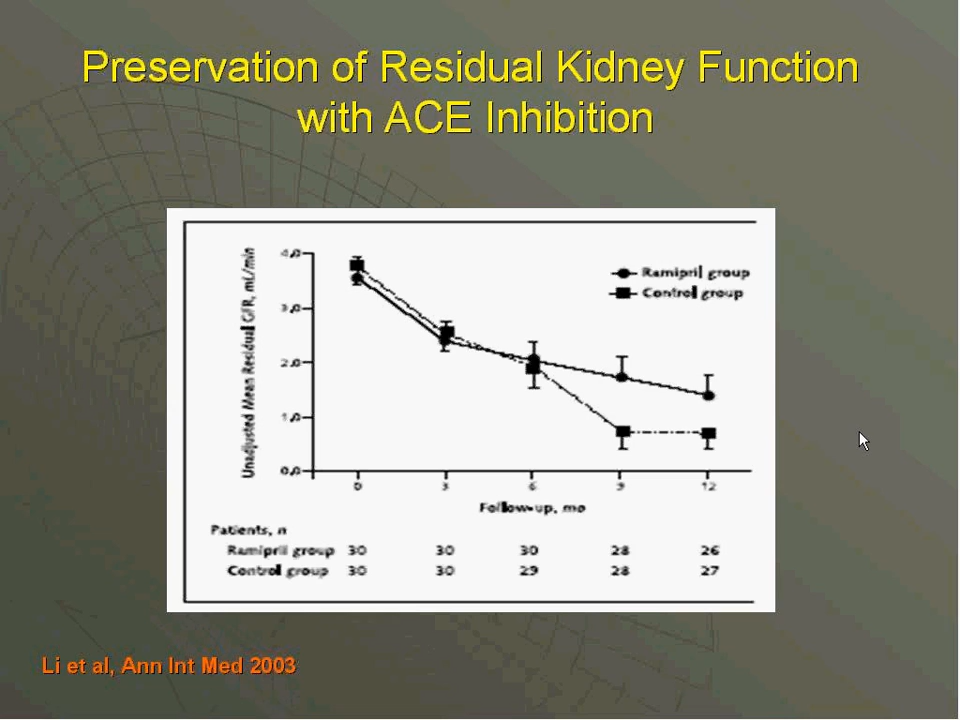 Preservation of Residual Kidney Function
with ACE Inhibition
Unadjusted Mean Residual GFR, mL/min
4.0
3.0
2.0
1.0
0.0
Ramipril group
Control group
0 3 6 9 12
Follow-up, mo
Patients, n
Ramipril group 30 30 30 28 26
Control group 30 30 29 28 27
Li et al, Ann Int Med 2003